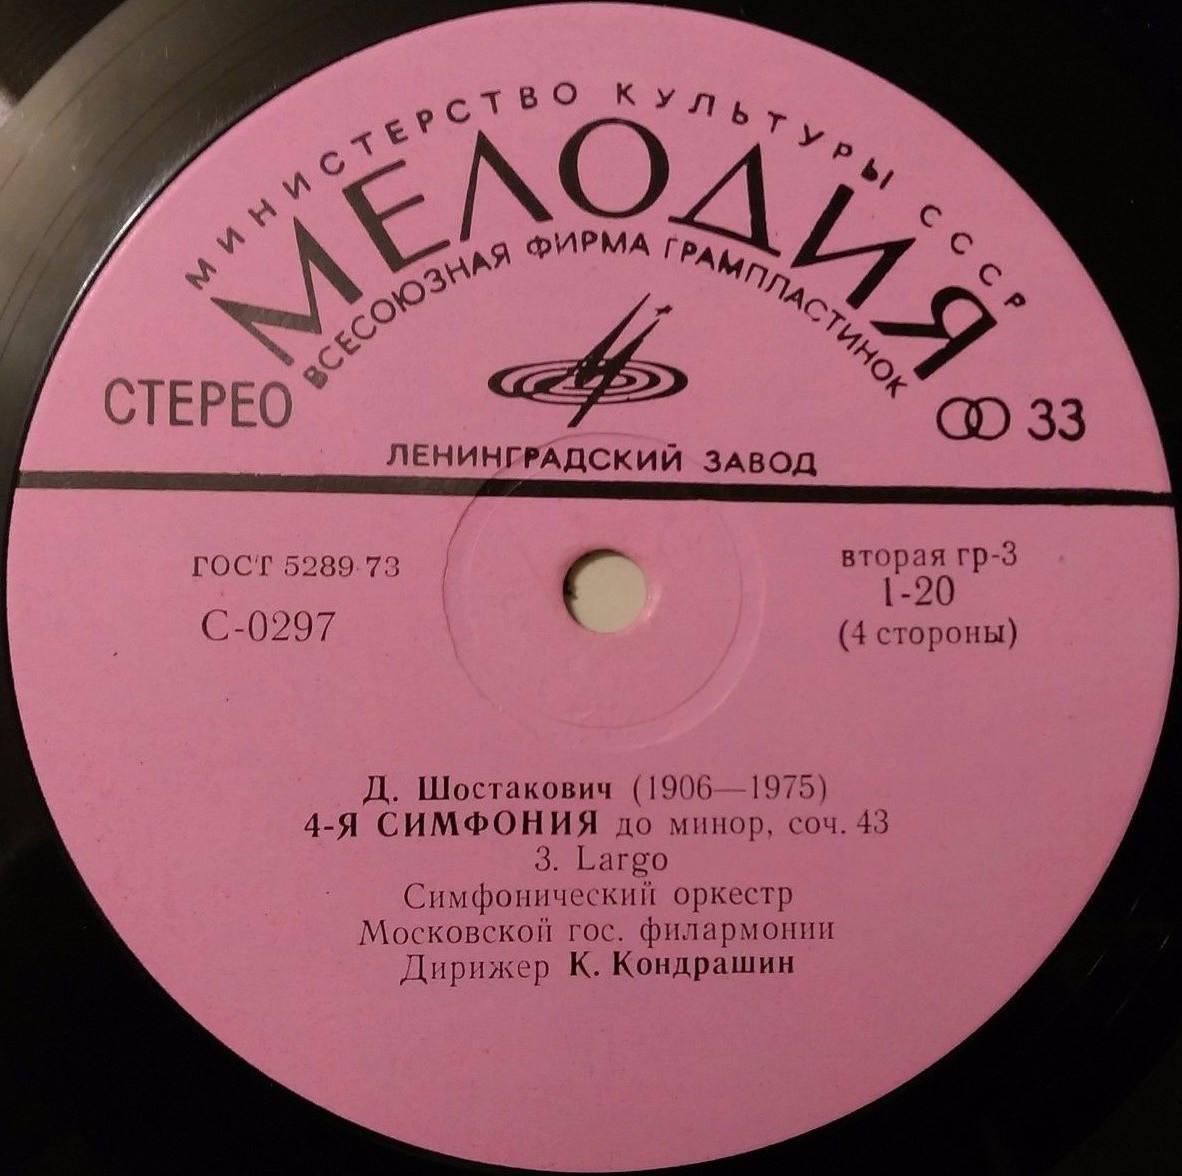 МИНИСТЕРСТВО КУЛЬТУРЫ СССР
МЕЛОДИЯ
ВСЕСОЮЗНАЯ ФИРМА ГРАМПЛАСТИНОК
СТЕРЕО
33
ЛЕНИНГРАДСКИЙ ЗАВОД
ГОСТ 5289-73
С-0297
вторая гр-3
1-20
(4 стороны)
Д. Шостакович (1906—1975)
4-Я СИМФОНИЯ до минор, соч. 43
3. Largo
Симфонический оркестр
Московской гос. филармонии
Дирижер К. Кондрашин